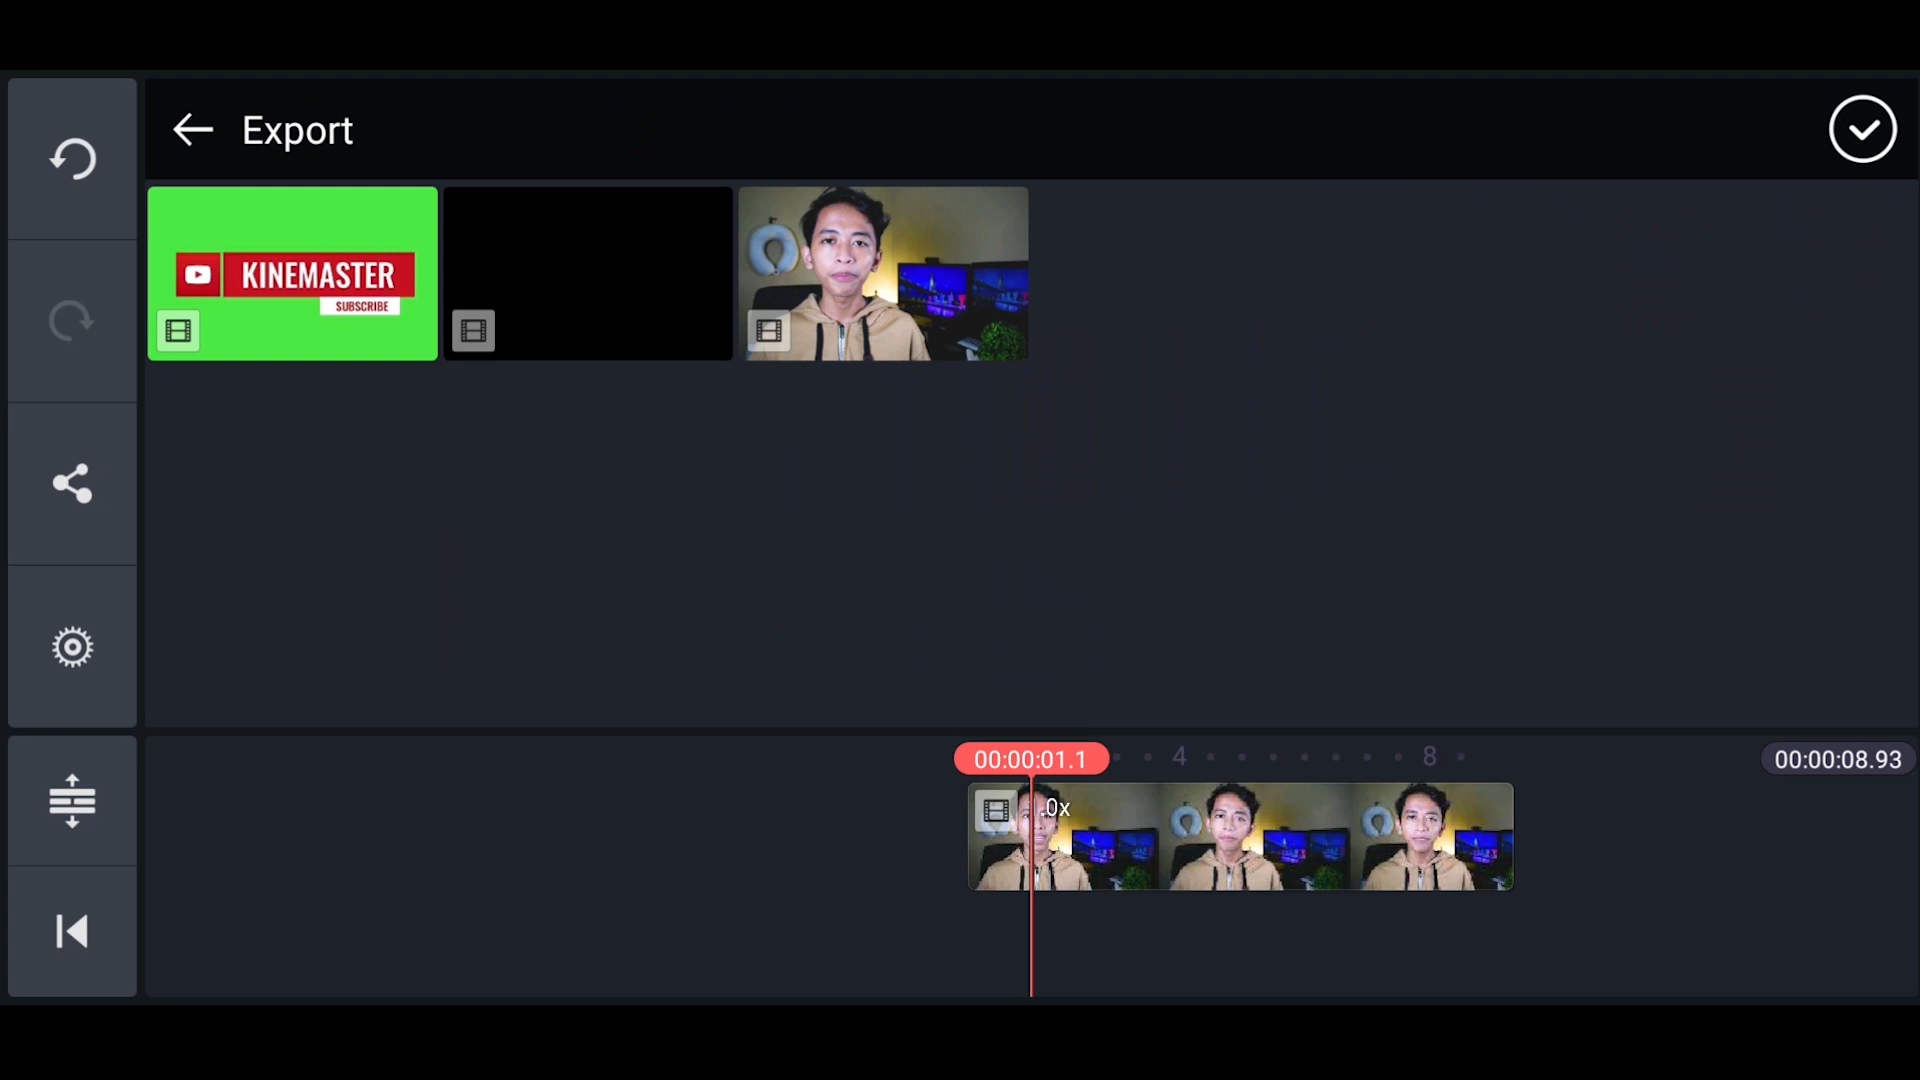 Export
KINEMASTER
SUBSCRIBE
00:00:01.1
4
8
00:00:08.93
.0x